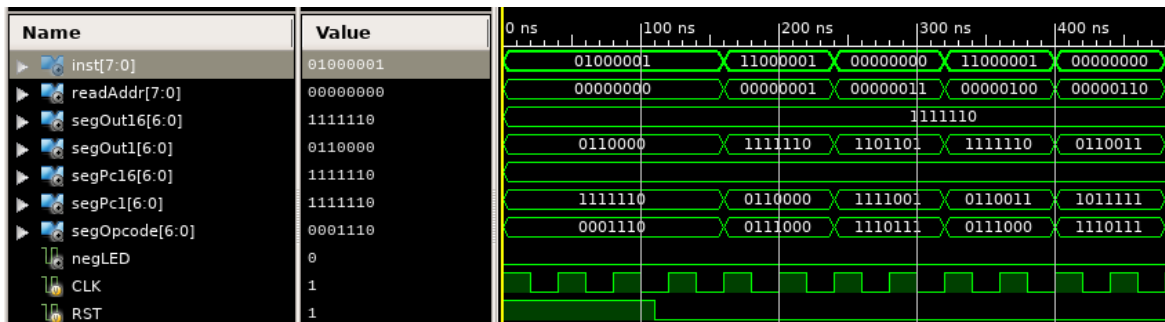 Name Value 0 ns 100 ns 200 ns 300 ns 400 ns
inst[7:0] 01000001 01000001 11000001 00000000 11000001 00000000
readAddr[7:0] 00000000 00000000 00000001 00000011 00000100 00000110
segOut16[6:0] 1111110 1111110
segOut1[6:0] 0110000 0110000 1111110 1101101 1111110 0110011
segPc16[6:0] 1111110
segPc1[6:0] 1111110 1111110 0110000 1111001 0110011 1011111
segOpcode[6:0] 0001110 0001110 0111000 1110111 0111000 1110111
negLED 0
CLK 1
RST 1